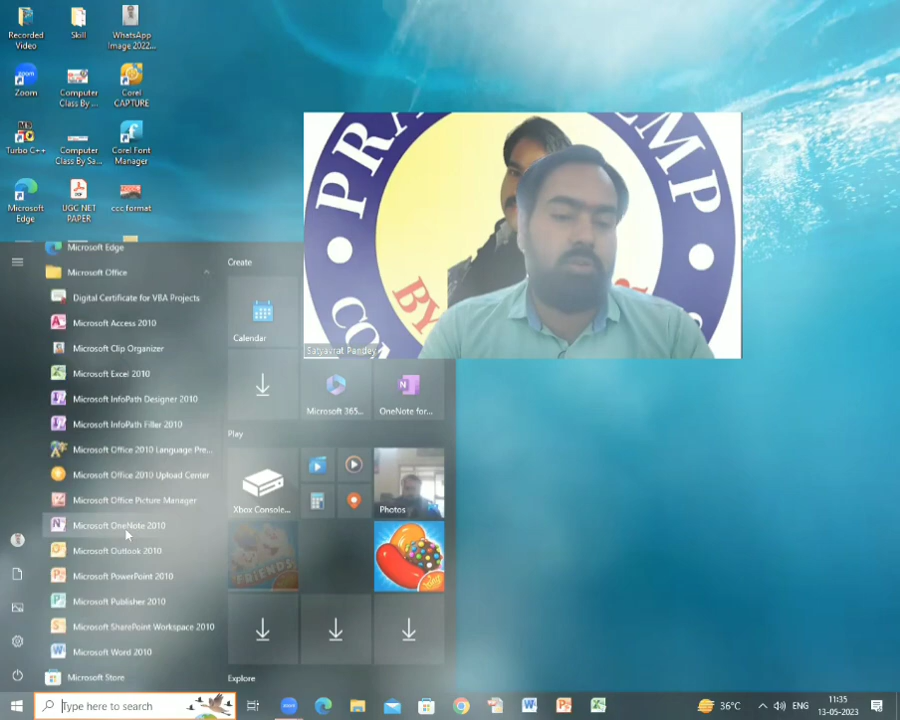 Recorded
Video
Skill
WhatsApp
Image 2022...
zoom
Zoom
Computer
Class By ...
Corel
CAPTURE
Turbo C++
Computer
Class By Sa...
Corel Font
Manager
Microsoft
Edge
UGC NET
PAPER
ccc format
Microsoft Edge
Microsoft Office
Digital Certificate for VBA Projects
Microsoft Access 2010
Microsoft Clip Organizer
Microsoft Excel 2010
Microsoft InfoPath Designer 2010
Microsoft InfoPath Filler 2010
Microsoft Office 2010 Language Pre...
Microsoft Office 2010 Upload Center
Microsoft Office Picture Manager
Microsoft OneNote 2010
Microsoft Outlook 2010
Microsoft PowerPoint 2010
Microsoft Publisher 2010
Microsoft SharePoint Workspace 2010
Microsoft Word 2010
Microsoft Store
Create
Calendar
Microsoft 365...
OneNote for...
Play
Xbox Console...
Photos
FRIENDS
Explore
BY
Satyavrat Pandey
Type here to search
36°C
ENG
11:35
13-05-2023